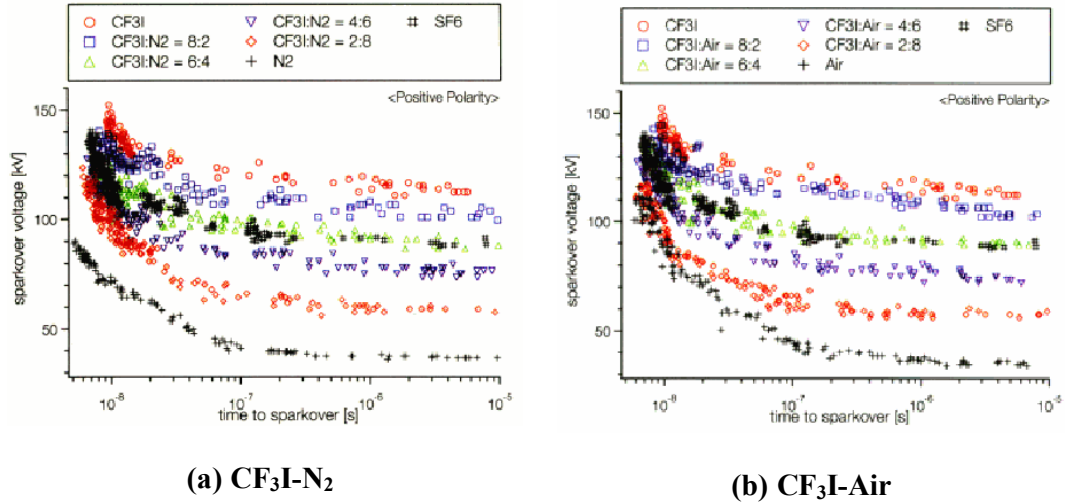 CF3I
CF3I:N2 = 4:6
SF6
CF3I:N2 = 8:2
CF3I:N2 = 2:8
CF3I:N2 = 6:4
N2
<Positive Polarity>
sparkover voltage [kV]
150
100
50
10⁻⁸
10⁻⁷
10⁻⁶
10⁻⁵
time to sparkover [s]
(a) CF₃I-N₂
CF3I
CF3I:Air = 4:6
SF6
CF3I:Air = 8:2
CF3I:Air = 2:8
CF3I:Air = 6:4
Air
<Positive Polarity>
sparkover voltage [kV]
150
100
50
10⁻⁸
10⁻⁷
10⁻⁶
10⁻⁵
time to sparkover [s]
(b) CF₃I-Air